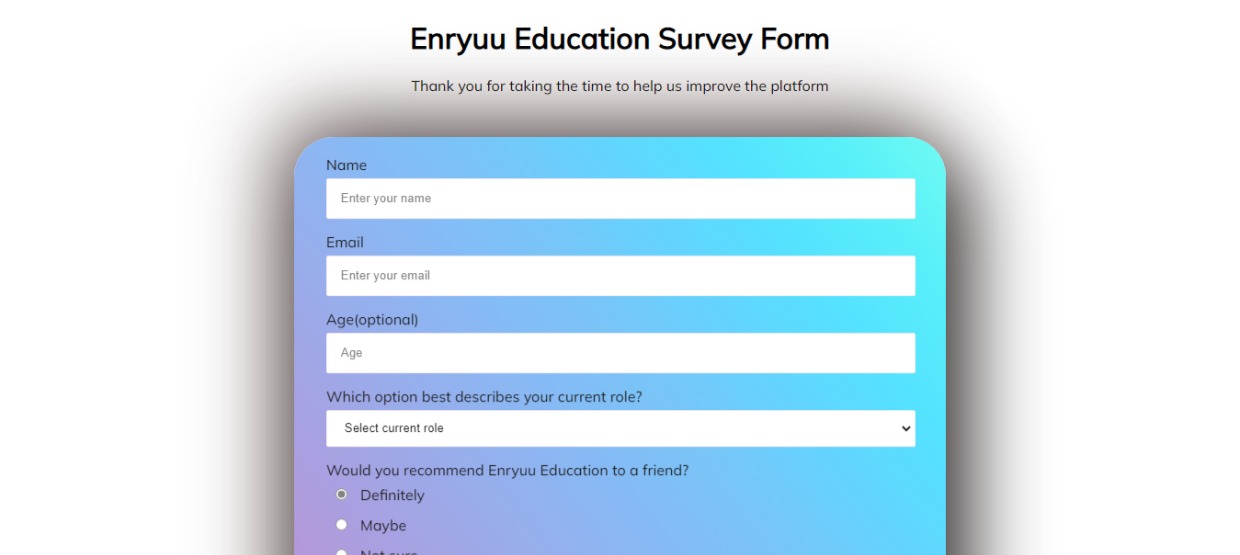 Enryuu Education Survey Form
Thank you for taking the time to help us improve the platform
Name
Enter your name
Email
Enter your email
Age(optional)
Age
Which option best describes your current role?
Select current role
Would you recommend Enryuu Education to a friend?
Definitely
Maybe
Not sure